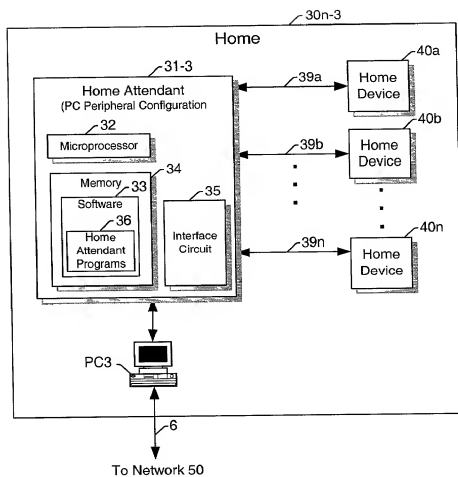 30n-3
Home
31-3
Home Attendant
(PC Peripheral Configuration
32
Microprocessor
34
Memory
33
Software
36
Home
Attendant
Programs
35
Interface
Circuit
39a
40a
Home
Device
39b
40b
Home
Device
39n
40n
Home
Device
PC3
6
To Network 50